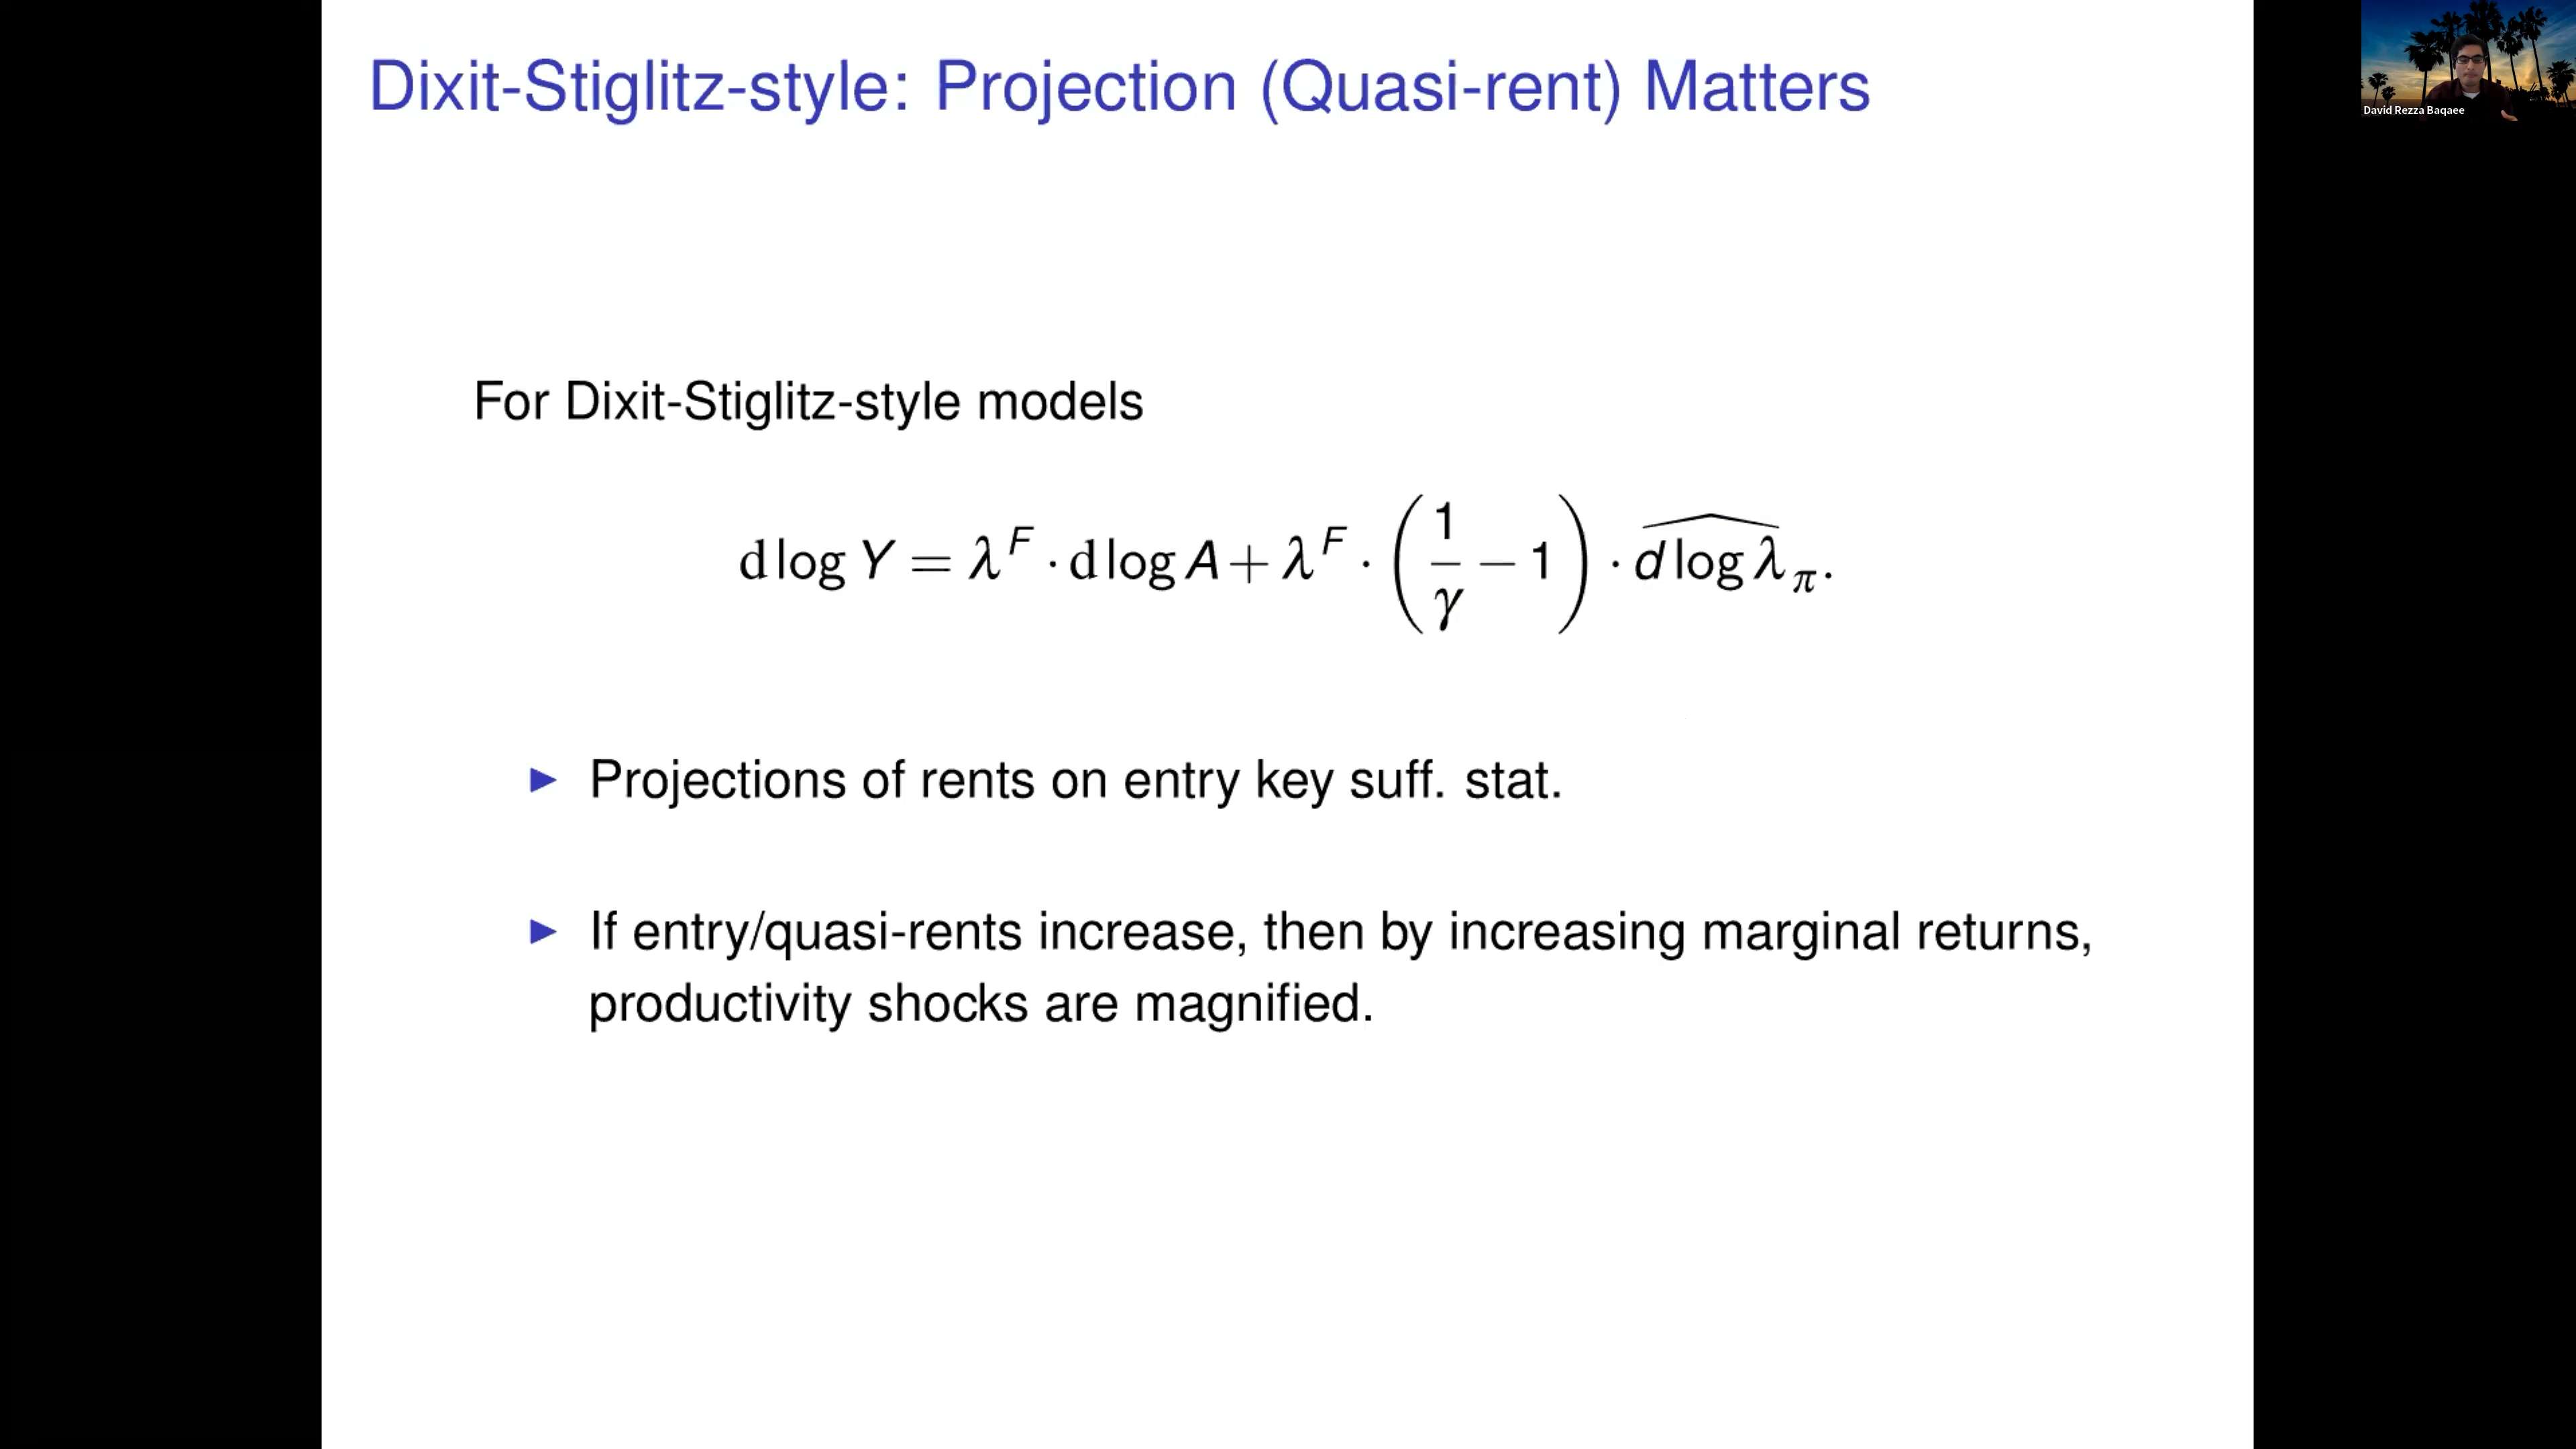 Dixit-Stiglitz-style: Projection (Quasi-rent) Matters
David Rezza Baqaee
For Dixit-Stiglitz-style models
d log Y = λ^F · d log A + λ^F · (1/γ − 1) · \widehat{d log λ}_π.
▶ Projections of rents on entry key suff. stat.
▶ If entry/quasi-rents increase, then by increasing marginal returns,
productivity shocks are magnified.